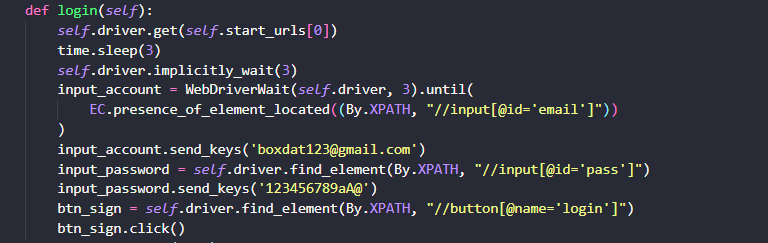 def login(self):
self.driver.get(self.start_urls[0])
time.sleep(3)
self.driver.implicitly_wait(3)
input_account = WebDriverWait(self.driver, 3).until(
EC.presence_of_element_located((By.XPATH, "//input[@id='email']"))
)
input_account.send_keys('boxdat123@gmail.com')
input_password = self.driver.find_element(By.XPATH, "//input[@id='pass']")
input_password.send_keys('123456789aA@')
btn_sign = self.driver.find_element(By.XPATH, "//button[@name='login']")
btn_sign.click()